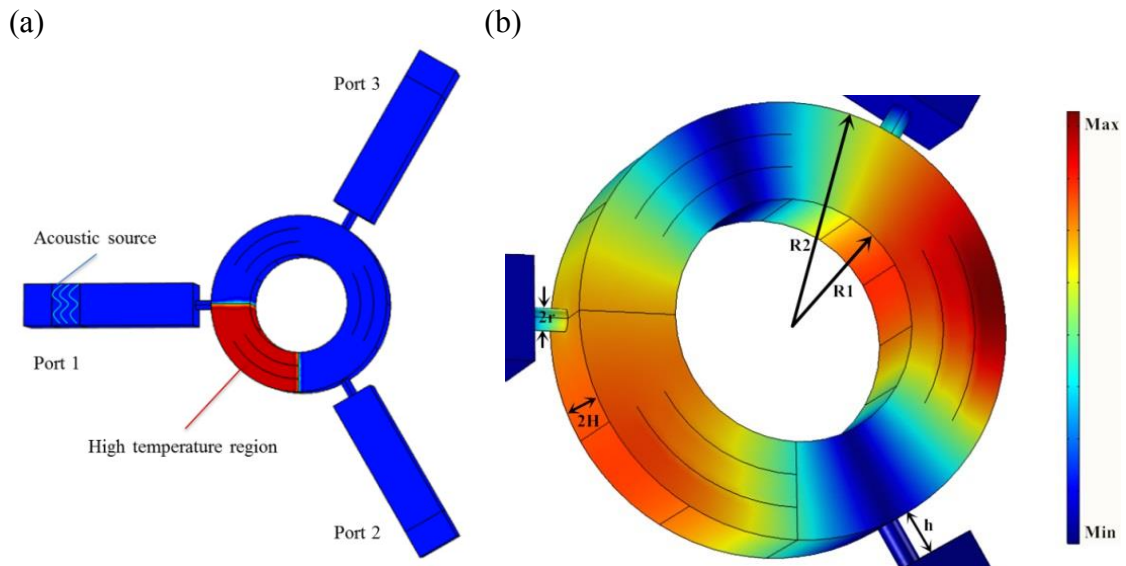 (a)
Port 3
Acoustic source
Port 1
High temperature region
Port 2
(b)
R2
R1
2r
2H
h
Max
Min